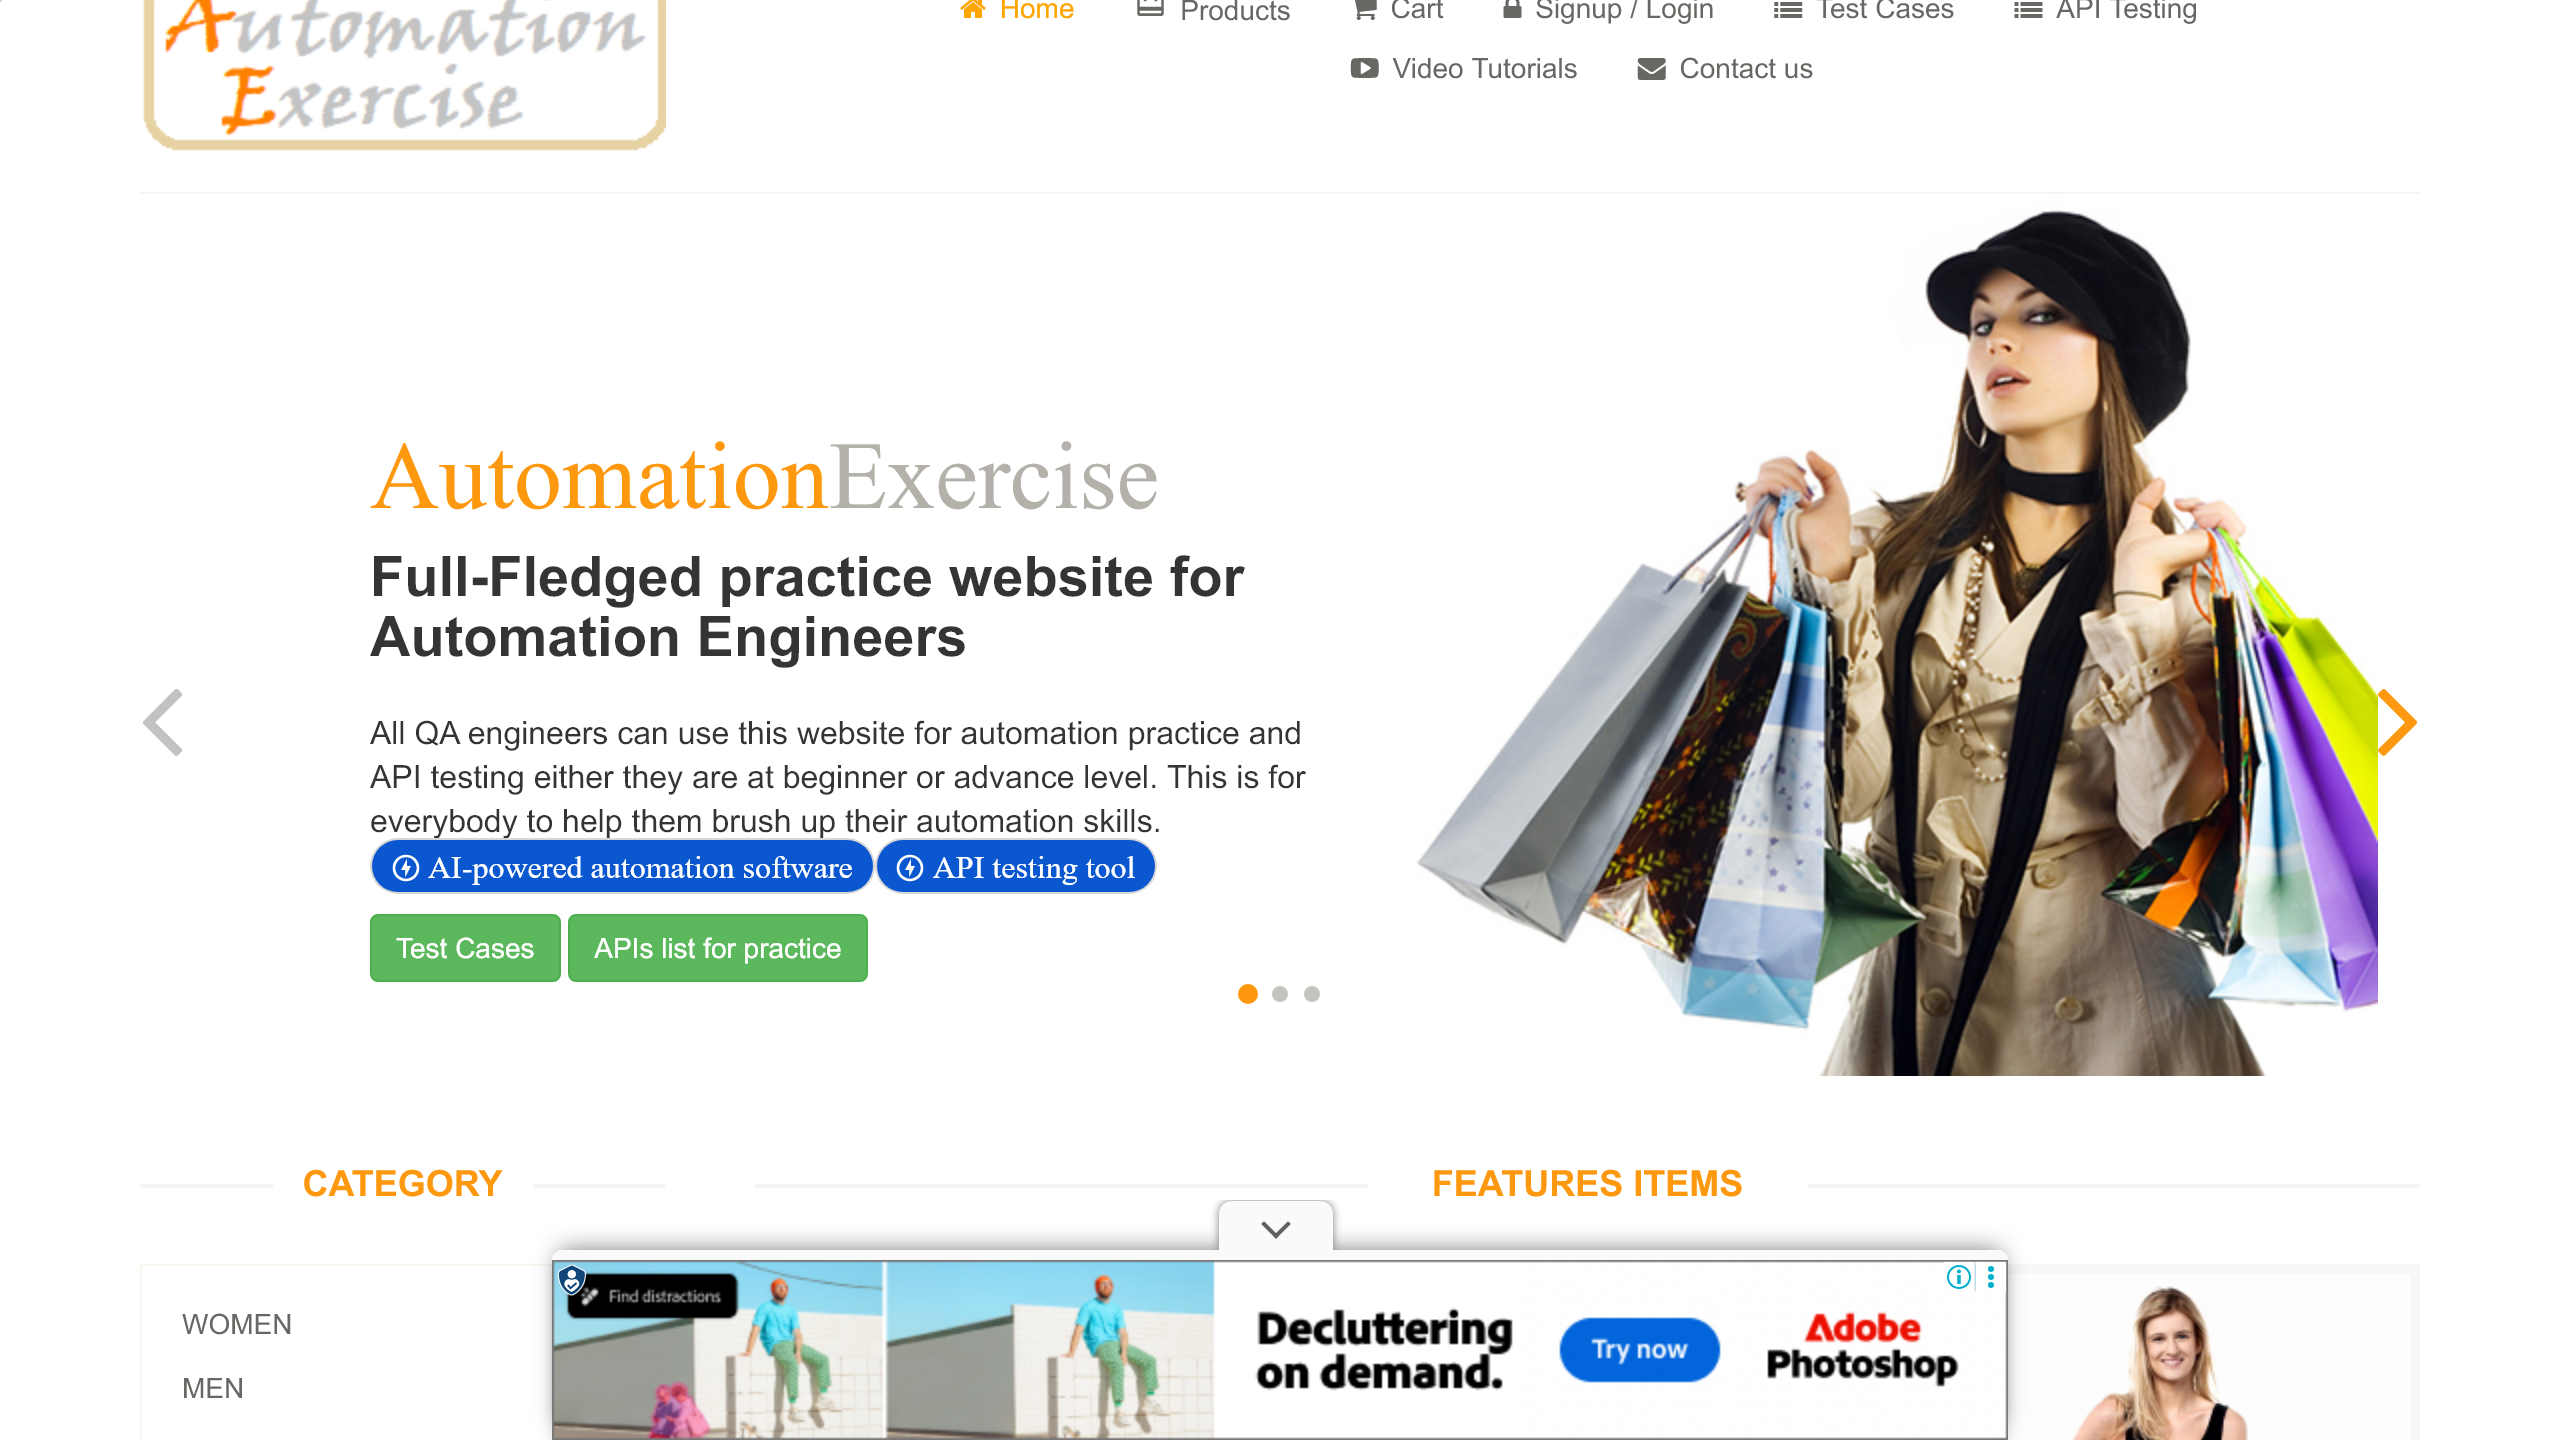 Automation
Exercise
Home
Products
Cart
Signup / Login
Test Cases
API Testing
Video Tutorials
Contact us
AutomationExercise
Full-Fledged practice website for
Automation Engineers
All QA engineers can use this website for automation practice and
API testing either they are at beginner or advance level. This is for
everybody to help them brush up their automation skills.
AI-powered automation software
API testing tool
Test Cases
APIs list for practice
CATEGORY
FEATURES ITEMS
WOMEN
MEN
Find distractions
Decluttering
on demand.
Try now
Adobe
Photoshop